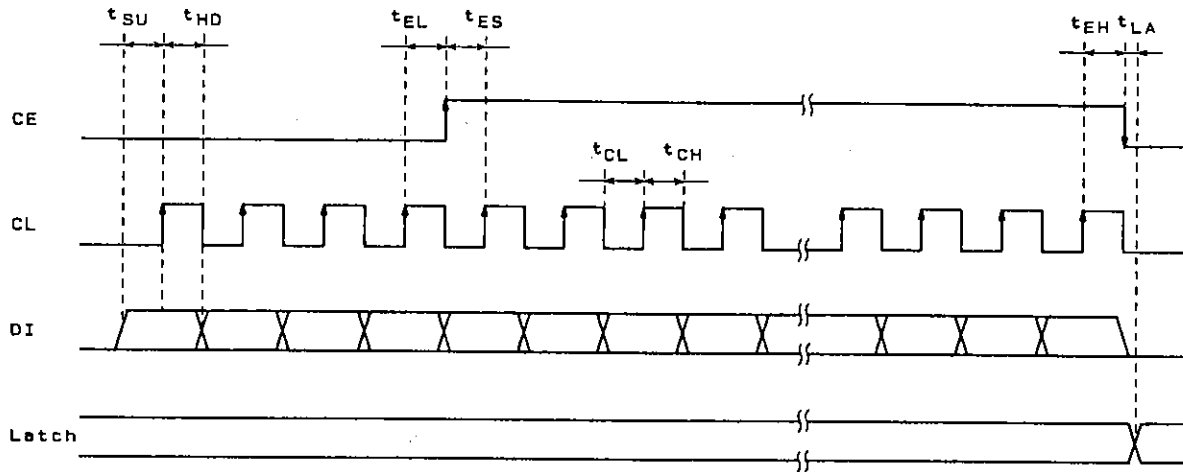 tSU tHD tEL tES tEH tLA
CE
tCL tCH
CL
DI
Latch